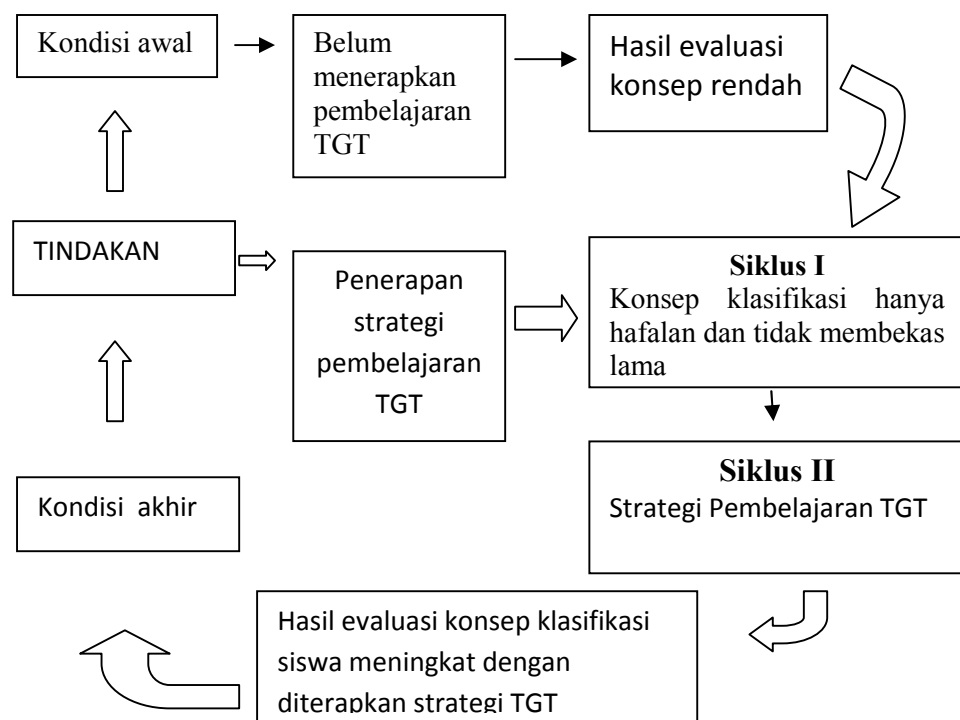 Kondisi awal
Belum
menerapkan
pembelajaran
TGT
Hasil evaluasi
konsep rendah
TINDAKAN
Penerapan
strategi
pembelajaran
TGT
Siklus I
Konsep klasifikasi hanya
hafalan dan tidak membekas
lama
Siklus II
Strategi Pembelajaran TGT
Kondisi akhir
Hasil evaluasi konsep klasifikasi
siswa meningkat dengan
diterapkan strategi TGT